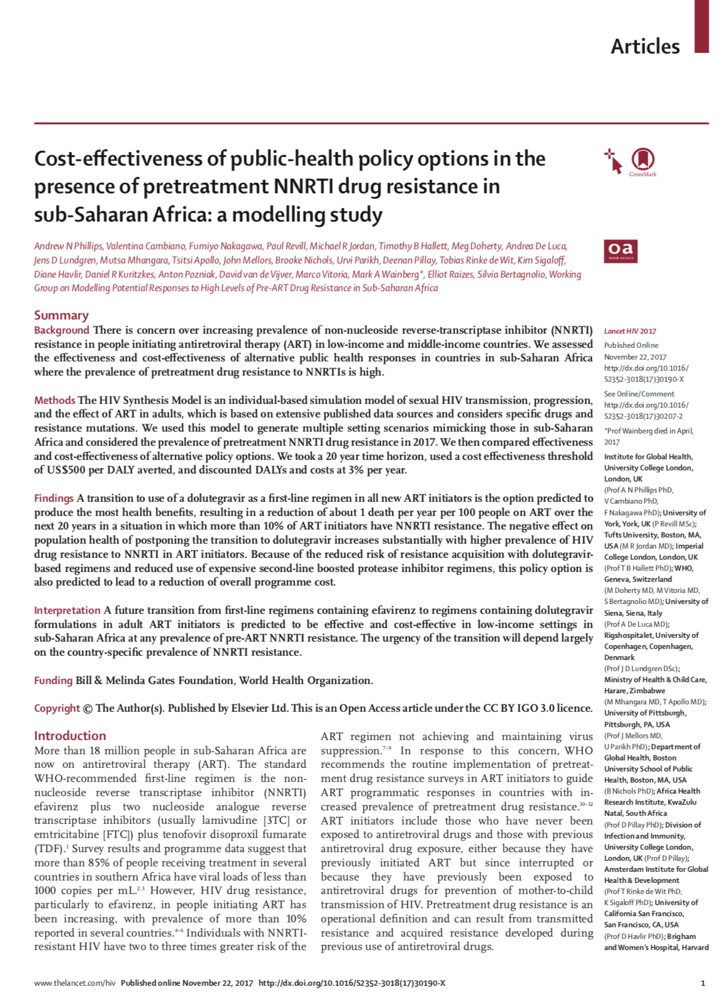 Articles
Cost-effectiveness of public-health policy options in the
presence of pretreatment NNRTI drug resistance in
sub-Saharan Africa: a modelling study
CrossMark
Andrew N Phillips, Valentina Cambiano, Fumiyo Nakagawa, Paul Revill, Michael R Jordan, Timothy B Hallett, Meg Doherty, Andrea De Luca,
Jens D Lundgren, Mutsa Mhangara, Tsitsi Apollo, John Mellors, Brooke Nichols, Urvi Parikh, Deenan Pillay, Tobias Rinke de Wit, Kim Sigaloff,
Diane Havlir, Daniel R Kuritzkes, Anton Pozniak, David van de Vijver, Marco Vitoria, Mark A Wainberg*, Elliot Raizes, Silvia Bertagnolio, Working
Group on Modelling Potential Responses to High Levels of Pre-ART Drug Resistance in Sub-Saharan Africa
oa
OPEN ACCESS
Summary
Background There is concern over increasing prevalence of non-nucleoside reverse-transcriptase inhibitor (NNRTI)
resistance in people initiating antiretroviral therapy (ART) in low-income and middle-income countries. We assessed
the effectiveness and cost-effectiveness of alternative public health responses in countries in sub-Saharan Africa
where the prevalence of pretreatment drug resistance to NNRTIs is high.
Methods The HIV Synthesis Model is an individual-based simulation model of sexual HIV transmission, progression,
and the effect of ART in adults, which is based on extensive published data sources and considers specific drugs and
resistance mutations. We used this model to generate multiple setting scenarios mimicking those in sub-Saharan
Africa and considered the prevalence of pretreatment NNRTI drug resistance in 2017. We then compared effectiveness
and cost-effectiveness of alternative policy options. We took a 20 year time horizon, used a cost effectiveness threshold
of US$500 per DALY averted, and discounted DALYs and costs at 3% per year.
Findings A transition to use of a dolutegravir as a first-line regimen in all new ART initiators is the option predicted to
produce the most health benefits, resulting in a reduction of about 1 death per year per 100 people on ART over the
next 20 years in a situation in which more than 10% of ART initiators have NNRTI resistance. The negative effect on
population health of postponing the transition to dolutegravir increases substantially with higher prevalence of HIV
drug resistance to NNRTI in ART initiators. Because of the reduced risk of resistance acquisition with dolutegravir-
based regimens and reduced use of expensive second-line boosted protease inhibitor regimens, this policy option is
also predicted to lead to a reduction of overall programme cost.
Interpretation A future transition from first-line regimens containing efavirenz to regimens containing dolutegravir
formulations in adult ART initiators is predicted to be effective and cost-effective in low-income settings in
sub-Saharan Africa at any prevalence of pre-ART NNRTI resistance. The urgency of the transition will depend largely
on the country-specific prevalence of NNRTI resistance.
Funding Bill & Melinda Gates Foundation, World Health Organization.
Copyright © The Author(s). Published by Elsevier Ltd. This is an Open Access article under the CC BY IGO 3.0 licence.
Introduction
More than 18 million people in sub-Saharan Africa are
now on antiretroviral therapy (ART). The standard
WHO-recommended first-line regimen is the non-
nucleoside reverse transcriptase inhibitor (NNRTI)
efavirenz plus two nucleoside analogue reverse
transcriptase inhibitors (usually lamivudine [3TC] or
emtricitabine [FTC]) plus tenofovir disoproxil fumarate
(TDF).1 Survey results and programme data suggest that
more than 85% of people receiving treatment in several
countries in southern Africa have viral loads of less than
1000 copies per mL.2,3 However, HIV drug resistance,
particularly to efavirenz, in people initiating ART has
been increasing, with prevalence of more than 10%
reported in several countries.4–6 Individuals with NNRTI-
resistant HIV have two to three times greater risk of the
ART regimen not achieving and maintaining virus
suppression.7–9 In response to this concern, WHO
recommends the routine implementation of pretreat-
ment drug resistance surveys in ART initiators to guide
ART programmatic responses in countries with in-
creased prevalence of pretreatment drug resistance.10–12
ART initiators include those who have never been
exposed to antiretroviral drugs and those with previous
antiretroviral drug exposure, either because they have
previously initiated ART but since interrupted or
because they have previously been exposed to
antiretroviral drugs for prevention of mother-to-child
transmission of HIV. Pretreatment drug resistance is an
operational definition and can result from transmitted
resistance and acquired resistance developed during
previous use of antiretroviral drugs.
Lancet HIV 2017
Published Online
November 22, 2017
http://dx.doi.org/10.1016/
S2352-3018(17)30190-X
See Online/Comment
http://dx.doi.org/10.1016/
S2352-3018(17)30207-2
*Prof Wainberg died in April,
2017
Institute for Global Health,
University College London,
London, UK
(Prof A N Phillips PhD,
V Cambiano PhD,
F Nakagawa PhD); University of
York, York, UK (P Revill MSc);
Tufts University, Boston, MA,
USA (M R Jordan MD); Imperial
College London, London, UK
(Prof T B Hallett PhD); WHO,
Geneva, Switzerland
(M Doherty MD, M Vitoria MD,
S Bertagnolio MD); University of
Siena, Siena, Italy
(Prof A De Luca MD);
Rigshospitalet, University of
Copenhagen, Copenhagen,
Denmark
(Prof J D Lundgren DSc);
Ministry of Health & Child Care,
Harare, Zimbabwe
(M Mhangara MD, T Apollo MD);
University of Pittsburgh,
Pittsburgh, PA, USA
(Prof J Mellors MD,
U Parikh PhD); Department of
Global Health, Boston
University School of Public
Health, Boston, MA, USA
(B Nichols PhD); Africa Health
Research Institute, KwaZulu
Natal, South Africa
(Prof D Pillay PhD); Division of
Infection and Immunity,
University College London,
London, UK (Prof D Pillay);
Amsterdam Institute for Global
Health & Development
(Prof T Rinke de Wit PhD,
K Sigaloff PhD); University of
California San Francisco,
San Francisco, CA, USA
(Prof D Havlir PhD); Brigham
and Women's Hospital, Harvard
www.thelancet.com/hiv Published online November 22, 2017 http://dx.doi.org/10.1016/S2352-3018(17)30190-X
1